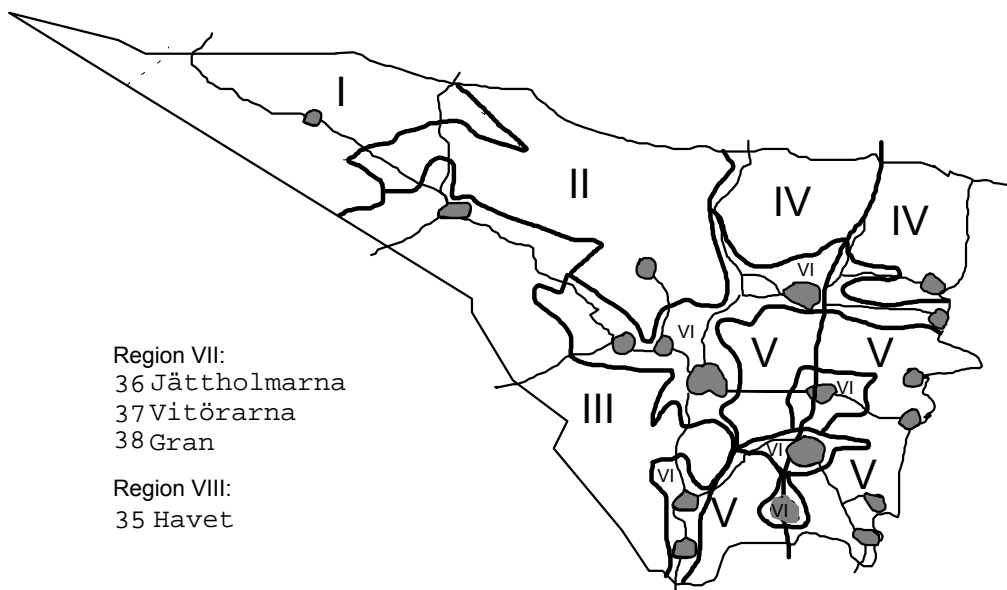 I
II
IV
IV
VI
VI
V
V
VI
III
VI
VI
V
V
VI
Region VII:
36 Jättholmarna
37 Vitörarna
38 Gran
Region VIII:
35 Havet